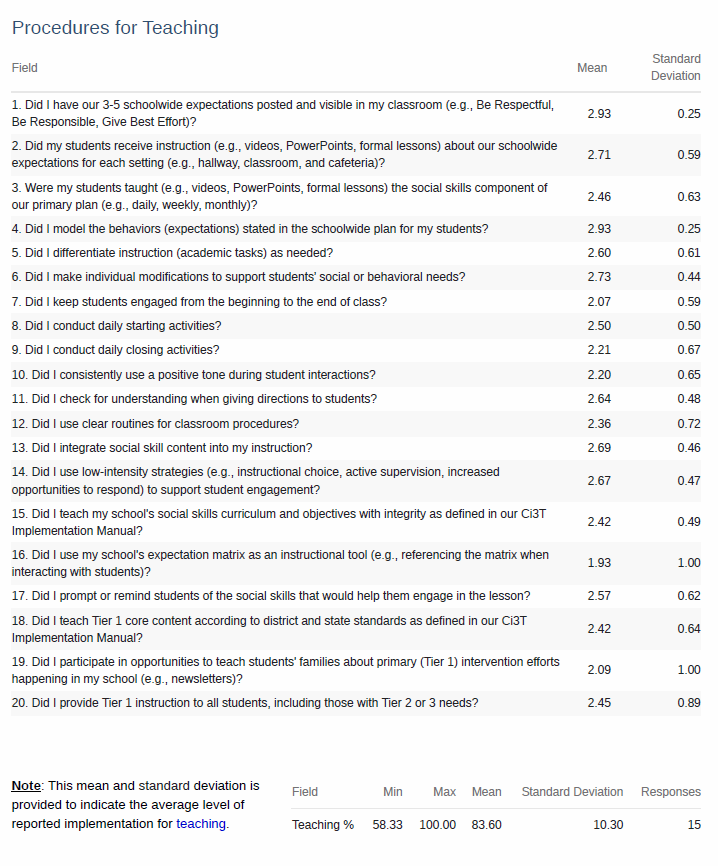 Procedures for Teaching
Field Mean Standard Deviation
1. Did I have our 3-5 schoolwide expectations posted and visible in my classroom (e.g., Be Respectful,
Be Responsible, Give Best Effort)? 2.93 0.25
2. Did my students receive instruction (e.g., videos, PowerPoints, formal lessons) about our schoolwide
expectations for each setting (e.g., hallway, classroom, and cafeteria)? 2.71 0.59
3. Were my students taught (e.g., videos, PowerPoints, formal lessons) the social skills component of
our primary plan (e.g., daily, weekly, monthly)? 2.46 0.63
4. Did I model the behaviors (expectations) stated in the schoolwide plan for my students? 2.93 0.25
5. Did I differentiate instruction (academic tasks) as needed? 2.60 0.61
6. Did I make individual modifications to support students' social or behavioral needs? 2.73 0.44
7. Did I keep students engaged from the beginning to the end of class? 2.07 0.59
8. Did I conduct daily starting activities? 2.50 0.50
9. Did I conduct daily closing activities? 2.21 0.67
10. Did I consistently use a positive tone during student interactions? 2.20 0.65
11. Did I check for understanding when giving directions to students? 2.64 0.48
12. Did I use clear routines for classroom procedures? 2.36 0.72
13. Did I integrate social skill content into my instruction? 2.69 0.46
14. Did I use low-intensity strategies (e.g., instructional choice, active supervision, increased
opportunities to respond) to support student engagement? 2.67 0.47
15. Did I teach my school's social skills curriculum and objectives with integrity as defined in our Ci3T
Implementation Manual? 2.42 0.49
16. Did I use my school's expectation matrix as an instructional tool (e.g., referencing the matrix when
interacting with students)? 1.93 1.00
17. Did I prompt or remind students of the social skills that would help them engage in the lesson? 2.57 0.62
18. Did I teach Tier 1 core content according to district and state standards as defined in our Ci3T
Implementation Manual? 2.42 0.64
19. Did I participate in opportunities to teach students' families about primary (Tier 1) intervention efforts
happening in my school (e.g., newsletters)? 2.09 1.00
20. Did I provide Tier 1 instruction to all students, including those with Tier 2 or 3 needs? 2.45 0.89
Note: This mean and standard deviation is
provided to indicate the average level of
reported implementation for teaching.
Field Min Max Mean Standard Deviation Responses
Teaching % 58.33 100.00 83.60 10.30 15